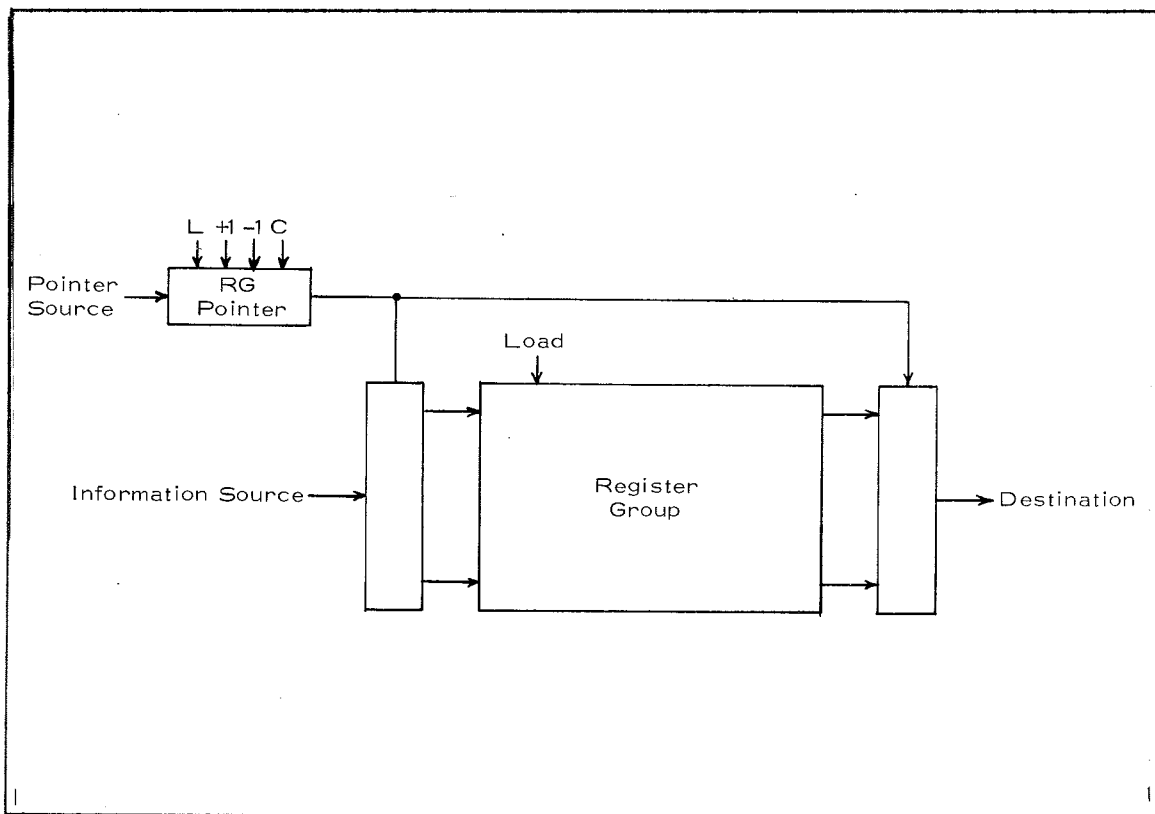 L +1 -1 C
Pointer
Source
RG
Pointer
Load
Information Source
Register
Group
Destination